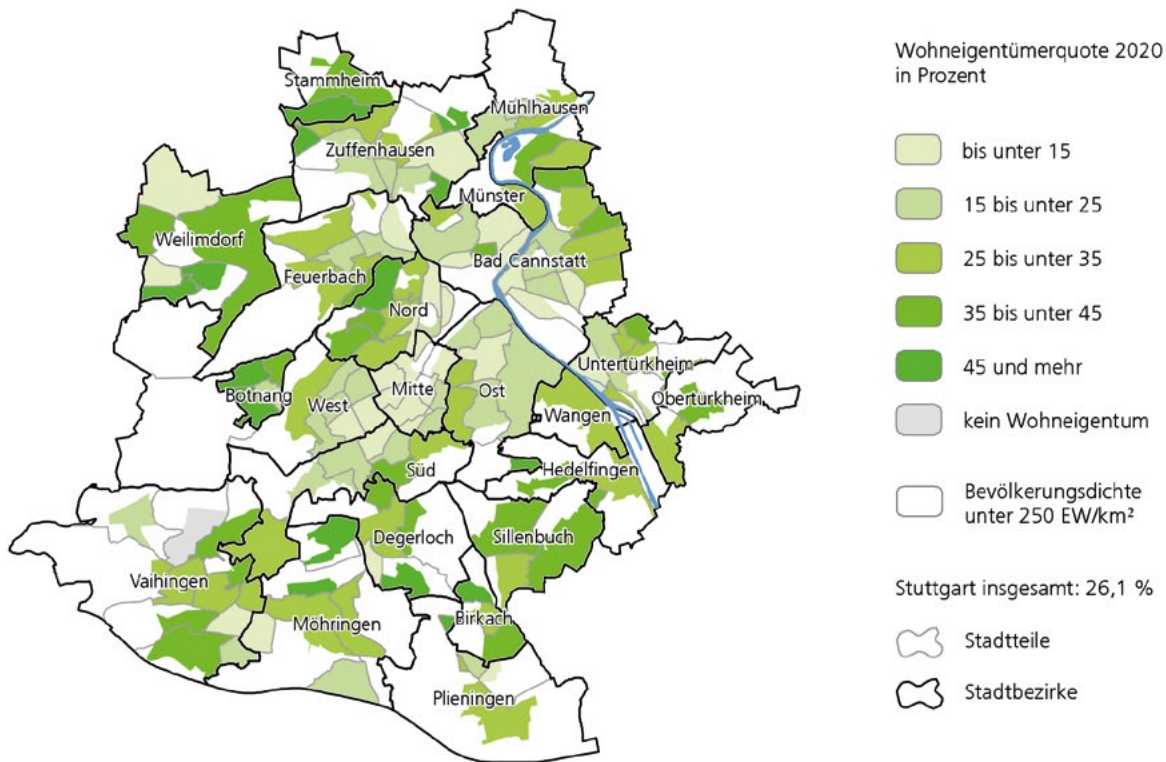 Stammheim
Mühlhausen
Zuffenhausen
Münster
Weilimdorf
Feuerbach
Bad Cannstatt
Nord
Botnang
West
Mitte
Ost
Untertürkheim
Obertürkheim
Wangen
Süd
Hedelfingen
Degerloch
Sillenbuch
Vaihingen
Möhringen
Birkach
Plieningen
Wohneigentümerquote 2020
in Prozent
bis unter 15
15 bis unter 25
25 bis unter 35
35 bis unter 45
45 und mehr
kein Wohneigentum
Bevölkerungsdichte
unter 250 EW/km²
Stuttgart insgesamt: 26,1 %
Stadtteile
Stadtbezirke